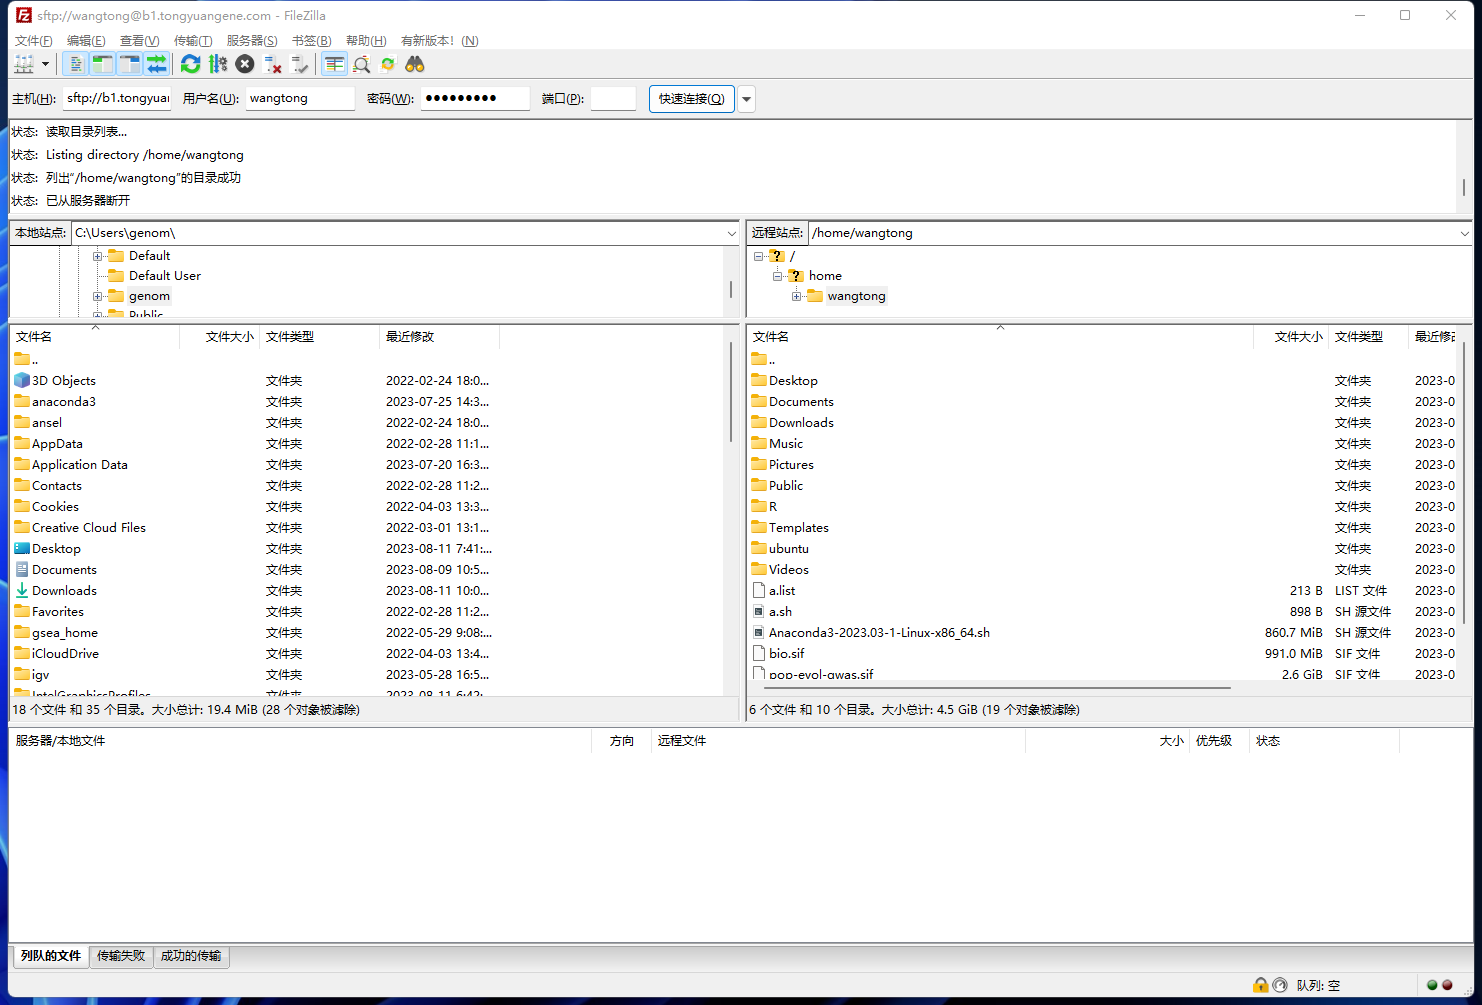 sftp://wangtong@b1.tongyuangene.com - FileZilla
文件(F) 编辑(E) 查看(V) 传输(T) 服务器(S) 书签(B) 帮助(H) 有新版本！(N)
主机(H): sftp://b1.tongyuan 用户名(U): wangtong 密码(W): ●●●●●●●●● 端口(P): 快速连接(Q)
状态: 读取目录列表...
状态: Listing directory /home/wangtong
状态: 列出“/home/wangtong”的目录成功
状态: 已从服务器断开
本地站点: C:\Users\genom\
Default
Default User
genom
Public
文件名 文件大小 文件类型 最近修改
..
3D Objects 文件夹 2022-02-24 18:0...
anaconda3 文件夹 2023-07-25 14:3...
ansel 文件夹 2022-02-24 18:0...
AppData 文件夹 2022-02-28 11:1...
Application Data 文件夹 2023-07-20 16:3...
Contacts 文件夹 2022-02-28 11:2...
Cookies 文件夹 2022-04-03 13:3...
Creative Cloud Files 文件夹 2022-03-01 13:1...
Desktop 文件夹 2023-08-11 7:41:...
Documents 文件夹 2023-08-09 10:5...
Downloads 文件夹 2023-08-11 10:0...
Favorites 文件夹 2022-02-28 11:2...
gsea_home 文件夹 2022-05-29 9:08:...
iCloudDrive 文件夹 2022-04-03 13:4...
igv 文件夹 2023-05-28 16:5...
IntelGraphicsProfiles 文件夹 2023-08-11 6:42:...
18 个文件 和 35 个目录。大小总计: 19.4 MiB (28 个对象被滤除)
远程站点: /home/wangtong
/
home
wangtong
文件名 文件大小 文件类型 最近修改
..
Desktop 文件夹 2023-0
Documents 文件夹 2023-0
Downloads 文件夹 2023-0
Music 文件夹 2023-0
Pictures 文件夹 2023-0
Public 文件夹 2023-0
R 文件夹 2023-0
Templates 文件夹 2023-0
ubuntu 文件夹 2023-0
Videos 文件夹 2023-0
a.list 213 B LIST 文件 2023-0
a.sh 898 B SH 源文件 2023-0
Anaconda3-2023.03-1-Linux-x86_64.sh 860.7 MiB SH 源文件 2023-0
bio.sif 991.0 MiB SIF 文件 2023-0
pop-evol-gwas.sif 2.6 GiB SIF 文件 2023-0
6 个文件 和 10 个目录。大小总计: 4.5 GiB (19 个对象被滤除)
服务器/本地文件 方向 远程文件 大小 优先级 状态
列队的文件 传输失败 成功的传输
队列: 空